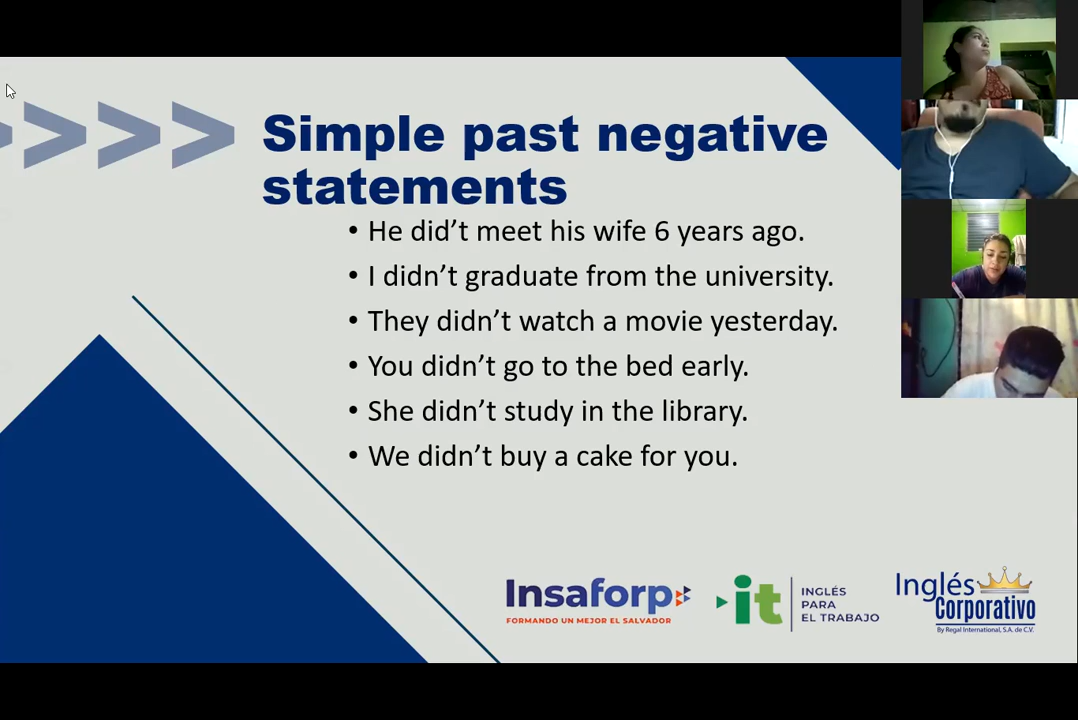 Simple past negative
statements
• He did’t meet his wife 6 years ago.
• I didn’t graduate from the university.
• They didn’t watch a movie yesterday.
• You didn’t go to the bed early.
• She didn’t study in the library.
• We didn’t buy a cake for you.
Insaforp
FORMANDO UN MEJOR EL SALVADOR
it
INGLÉS
PARA
EL TRABAJO
Inglés
Corporativo
By Regal International, S.A. de C.V.